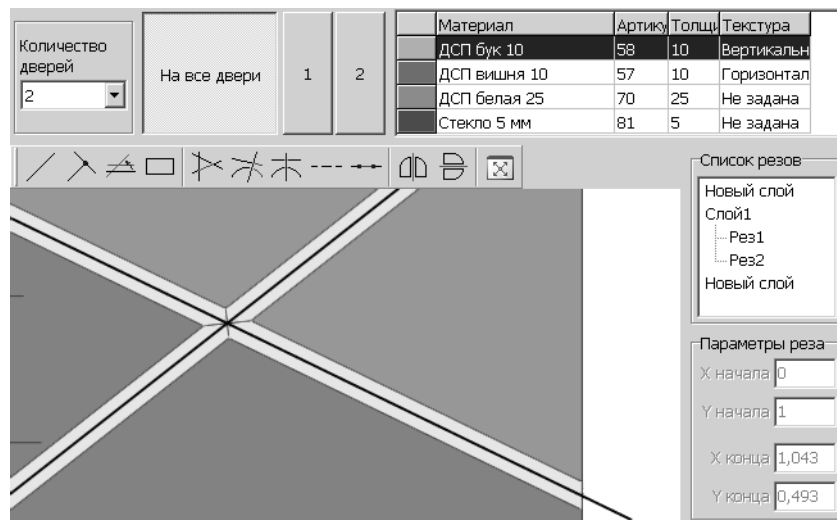 Количество
дверей
2
На все двери
1
2
Материал Артику Толщи Текстура
ДСП бук 10 58 10 Вертикальн
ДСП вишня 10 57 10 Горизонтал
ДСП белая 25 70 25 Не задана
Стекло 5 мм 81 5 Не задана
Список резов
Новый слой
Слой1
Рез1
Рез2
Новый слой
Параметры реза
X начала 0
Y начала 1
X конца 1,043
Y конца 0,493